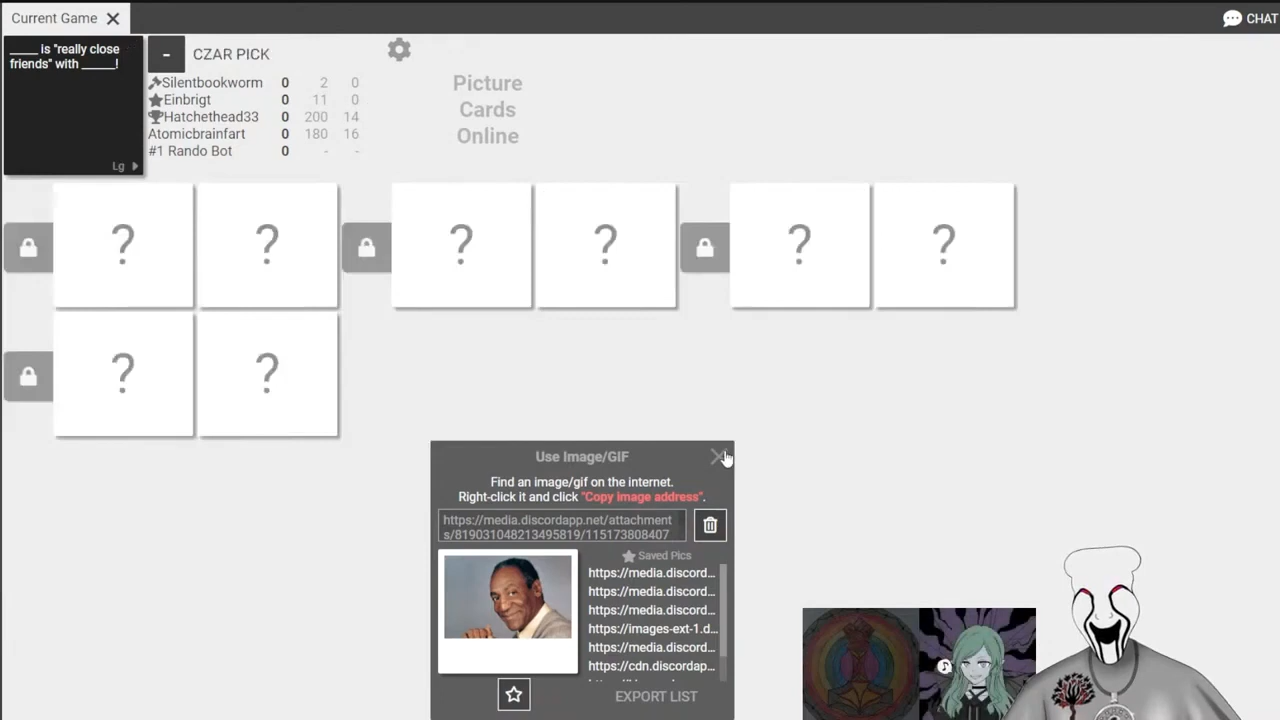 Current Game
CHAT
_____ is "really close
friends" with ______!
Lg
-
CZAR PICK
Silentbookworm 0 2 0
Einbrigt 0 11 0
Hatchethead33 0 200 14
Atomicbrainfart 0 180 16
#1 Rando Bot 0 - -
Picture
Cards
Online
? ? ? ? ? ?
? ?
Use Image/GIF
Find an image/gif on the internet.
Right-click it and click "Copy image address".
https://media.discordapp.net/attachment
s/819031048213495819/115173808407
Saved Pics
https://media.discord...
https://media.discord...
https://media.discord...
https://images-ext-1.d...
https://media.discord...
https://cdn.discordap...
EXPORT LIST